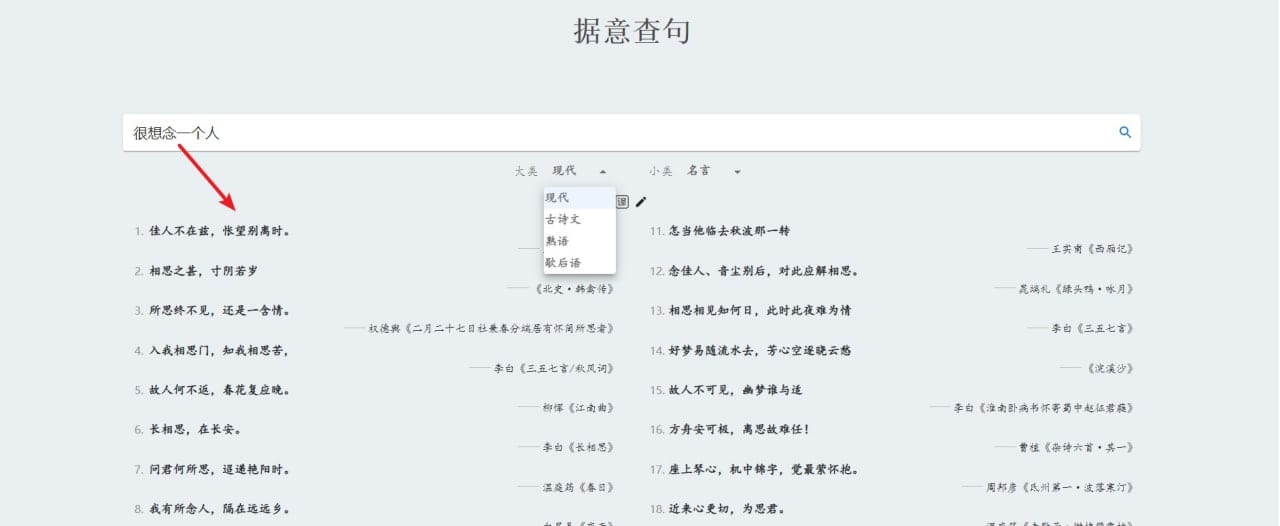 据意查句
很想念一个人
大类 现代 小类 名言
现代
古诗文
熟语
歇后语
译
1. 佳人不在兹，怅望别离时。
2. 相思之甚，寸阴若岁
——《北史·韩禽传》
3. 所思终不见，还是一含情。
——权德舆《二月二十七日社兼春分端居有怀简所思者》
4. 入我相思门，知我相思苦，
——李白《三五七言/秋风词》
5. 故人何不返，春花复应晚。
——柳恽《江南曲》
6. 长相思，在长安。
——李白《长相思》
7. 问君何所思，迢递艳阳时。
——温庭筠《春日》
8. 我有所念人，隔在远远乡。
11. 怎当他临去秋波那一转
——王实甫《西厢记》
12. 念佳人、音尘别后，对此应解相思。
——晁端礼《绿头鸭·咏月》
13. 相思相见知何日，此时此夜难为情
——李白《三五七言》
14. 好梦易随流水去，芳心空逐晓云愁
——《浣溪沙》
15. 故人不可见，幽梦谁与适
——李白《淮南卧病书怀寄蜀中赵征君蕤》
16. 方舟安可极，离思故难任！
——曹植《杂诗六首·其一》
17. 座上琴心，机中锦字，觉最萦怀抱。
——周邦彦《氐州第一·波落寒汀》
18. 近来心更切，为思君。